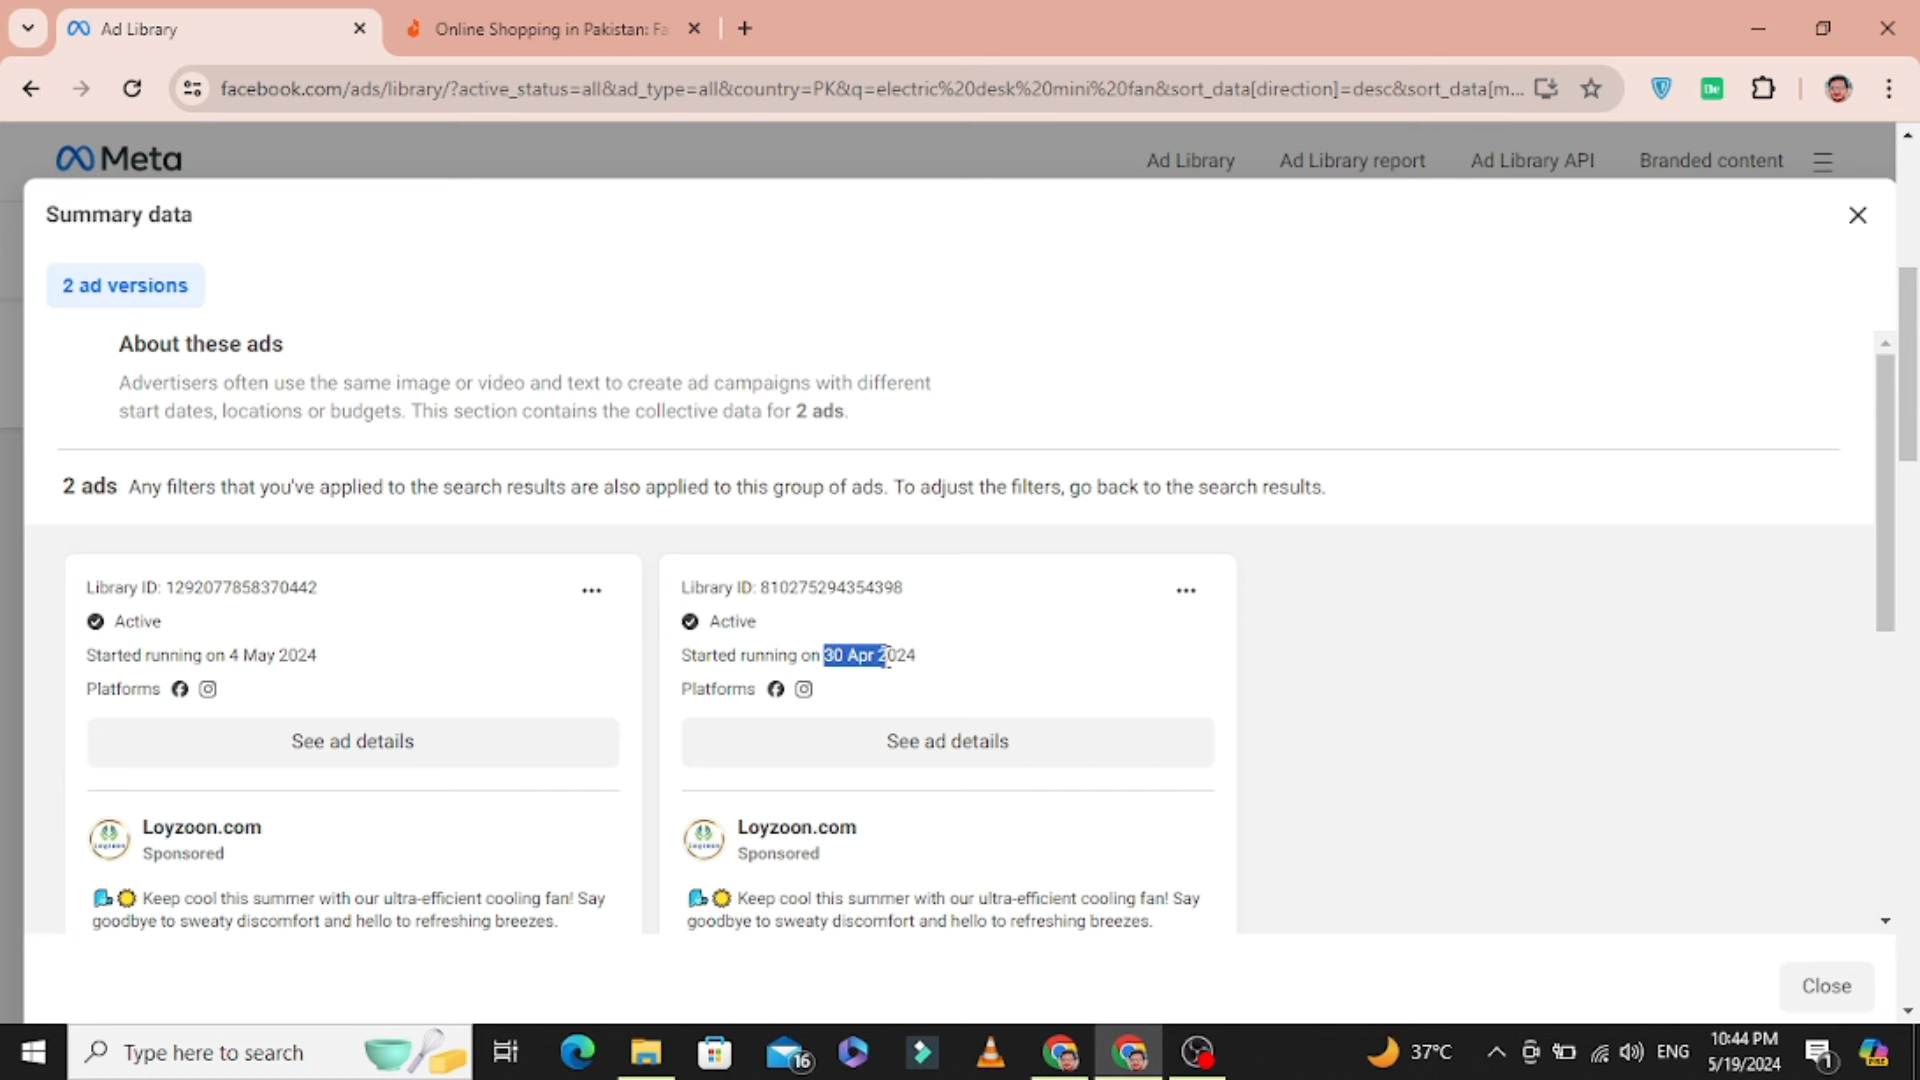 Ad Library
Online Shopping in Pakistan: Fa
facebook.com/ads/library/?active_status=all&ad_type=all&country=PK&q=electric%20desk%20mini%20fan&sort_data[direction]=desc&sort_data[m...
De
Meta
Ad Library
Ad Library report
Ad Library API
Branded content
Summary data
2 ad versions
About these ads
Advertisers often use the same image or video and text to create ad campaigns with different
start dates, locations or budgets. This section contains the collective data for 2 ads.
2 ads Any filters that you've applied to the search results are also applied to this group of ads. To adjust the filters, go back to the search results.
Library ID: 1292077858370442
Active
Started running on 4 May 2024
Platforms
See ad details
Loyzoon.com
Sponsored
Keep cool this summer with our ultra-efficient cooling fan! Say
goodbye to sweaty discomfort and hello to refreshing breezes.
Library ID: 810275294354398
Active
Started running on 30 Apr 2024
Platforms
See ad details
Loyzoon.com
Sponsored
Keep cool this summer with our ultra-efficient cooling fan! Say
goodbye to sweaty discomfort and hello to refreshing breezes.
Close
Type here to search
16
37°C
ENG
10:44 PM
5/19/2024
1